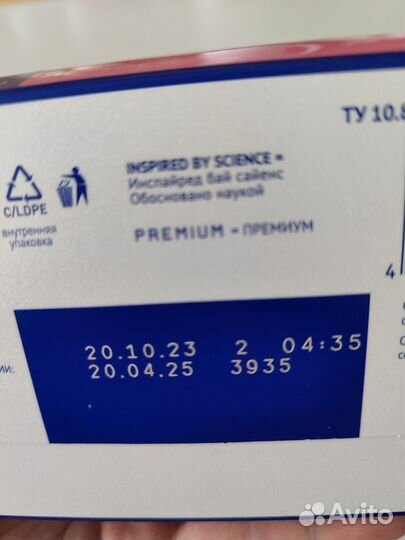 ТУ 10.8
INSPIRED BY SCIENCE =
Инспайред бай сайенс
Обосновано наукой
C/LDPE
внутренняя
упаковка
PREMIUM = ПРЕМИУМ
4
20.10.23 2 04:35
20.04.25 3935
ИИ:
Avito